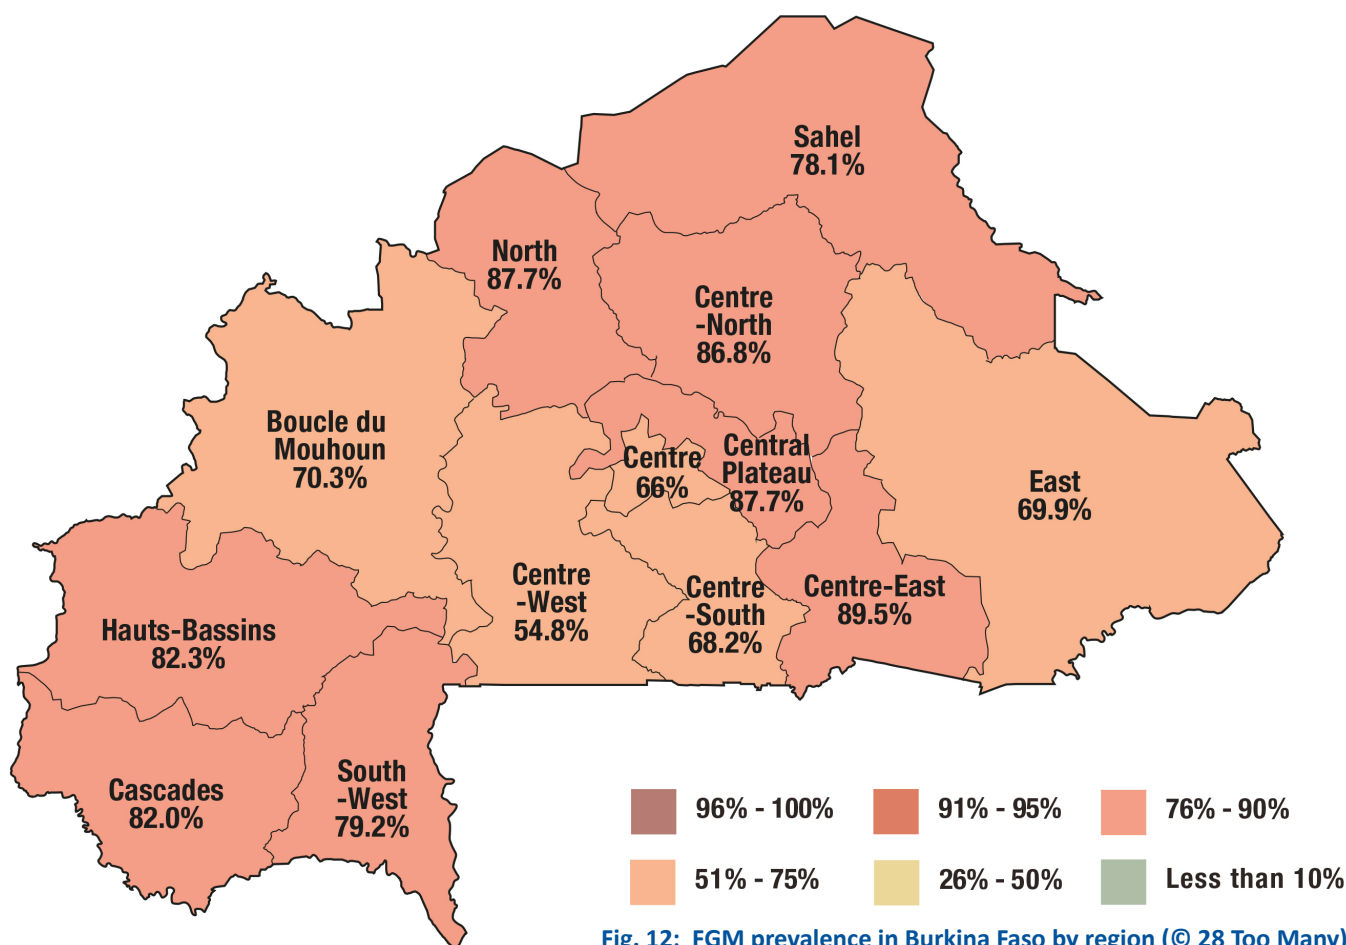 Sahel
78.1%
North
87.7%
Centre
-North
86.8%
Boucle du
Mouhoun
70.3%
Centre
66%
Central
Plateau
87.7%
East
69.9%
Centre
-West
54.8%
Centre
-South
68.2%
Centre-East
89.5%
Hauts-Bassins
82.3%
Cascades
82.0%
South
-West
79.2%
96% - 100%
91% - 95%
76% - 90%
51% - 75%
26% - 50%
Less than 10%
Fig. 12: FGM prevalence in Burkina Faso by region (© 28 Too Many)